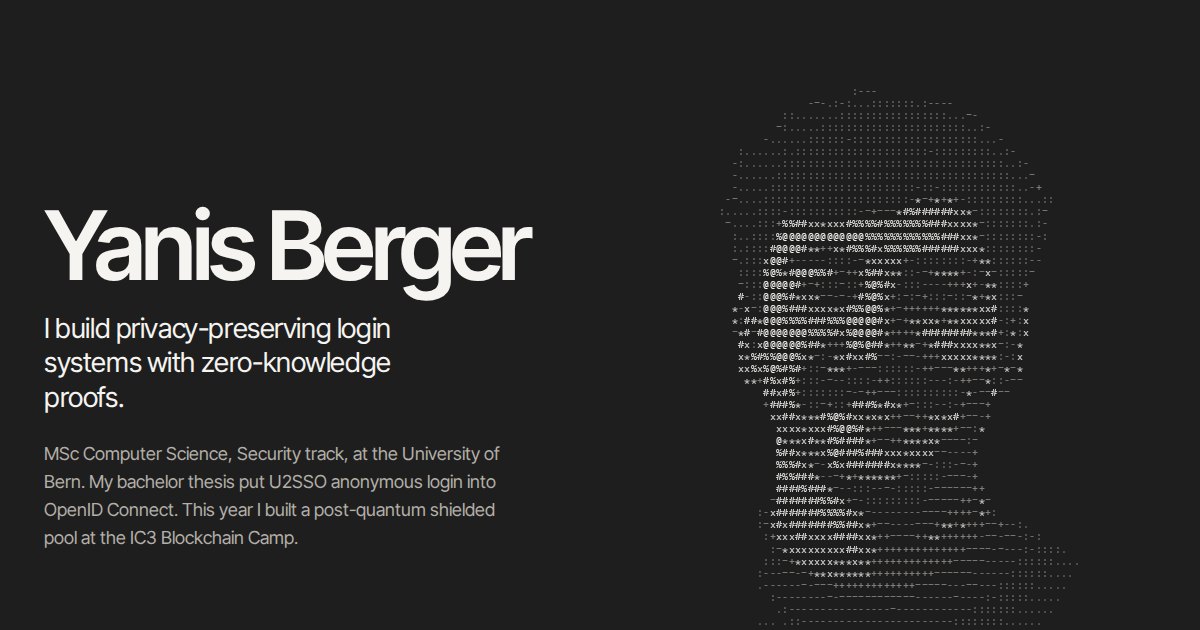 Yanis Berger
I build privacy-preserving login
systems with zero-knowledge
proofs.
MSc Computer Science, Security track, at the University of
Bern. My bachelor thesis put U2SSO anonymous login into
OpenID Connect. This year I built a post-quantum shielded
pool at the IC3 Blockchain Camp.